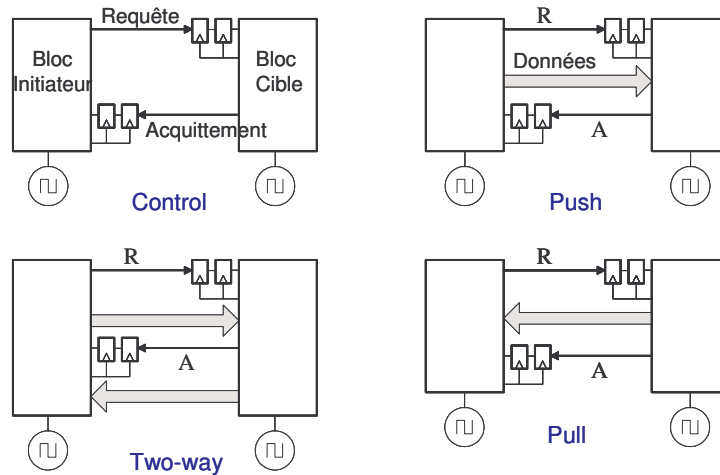 Requête
Bloc
Initiateur
Bloc
Cible
Acquittement
Control
R
Données
A
Push
R
A
Two-way
R
A
Pull